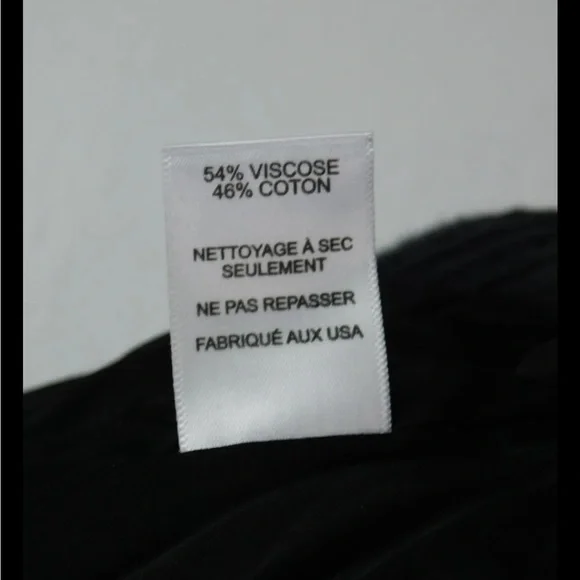 54% VISCOSE
46% COTON
NETTOYAGE À SEC
SEULEMENT
NE PAS REPASSER
FABRIQUÉ AUX USA